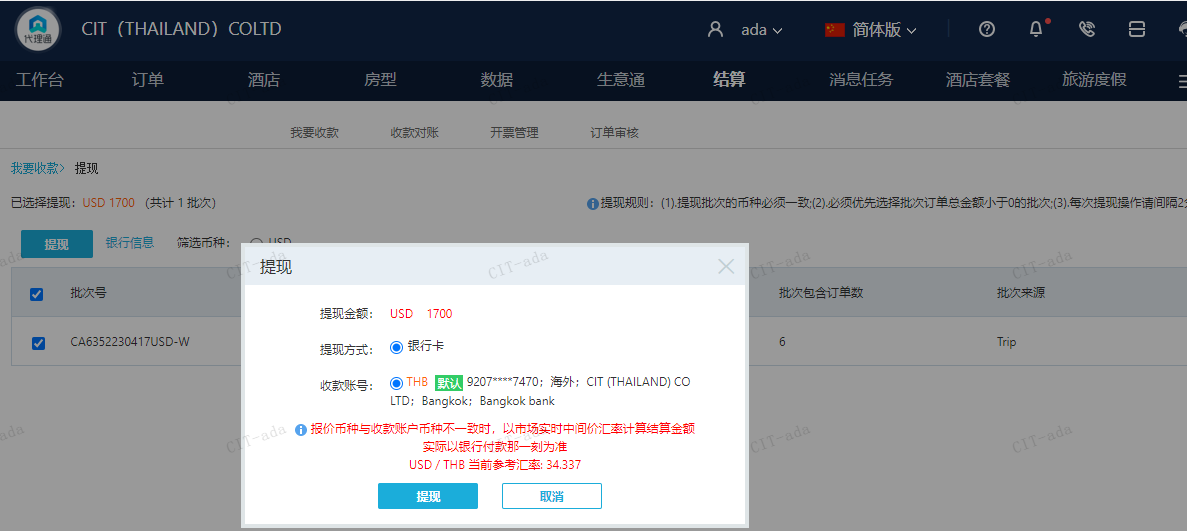 代理通
CIT（THAILAND）COLTD
ada
简体版
工作台 订单 酒店 房型 数据 生意通 结算 消息任务 酒店套餐 旅游度假
我要收款 收款对账 开票管理 订单审核
我要收款> 提现
已选择提现：USD 1700 （共计 1 批次）
提现规则：(1).提现批次的币种必须一致;(2).必须优先选择批次订单总金额小于0的批次;(3).每次提现操作请间隔2
提现 银行信息 筛选币种： USD
批次号 批次包含订单数 批次来源
CA6352230417USD-W 6 Trip
提现
提现金额： USD 1700
提现方式： 银行卡
收款账号： THB 默认 9207****7470；海外；CIT (THAILAND) CO
LTD；Bangkok；Bangkok bank
报价币种与收款账户币种不一致时，以市场实时中间价汇率计算结算金额
实际以银行付款那一刻为准
USD / THB 当前参考汇率: 34.337
提现 取消
CIT-ada
CIT-ada
CIT-ada
CIT-ada
CIT-ada
CIT-ada
CIT-ada